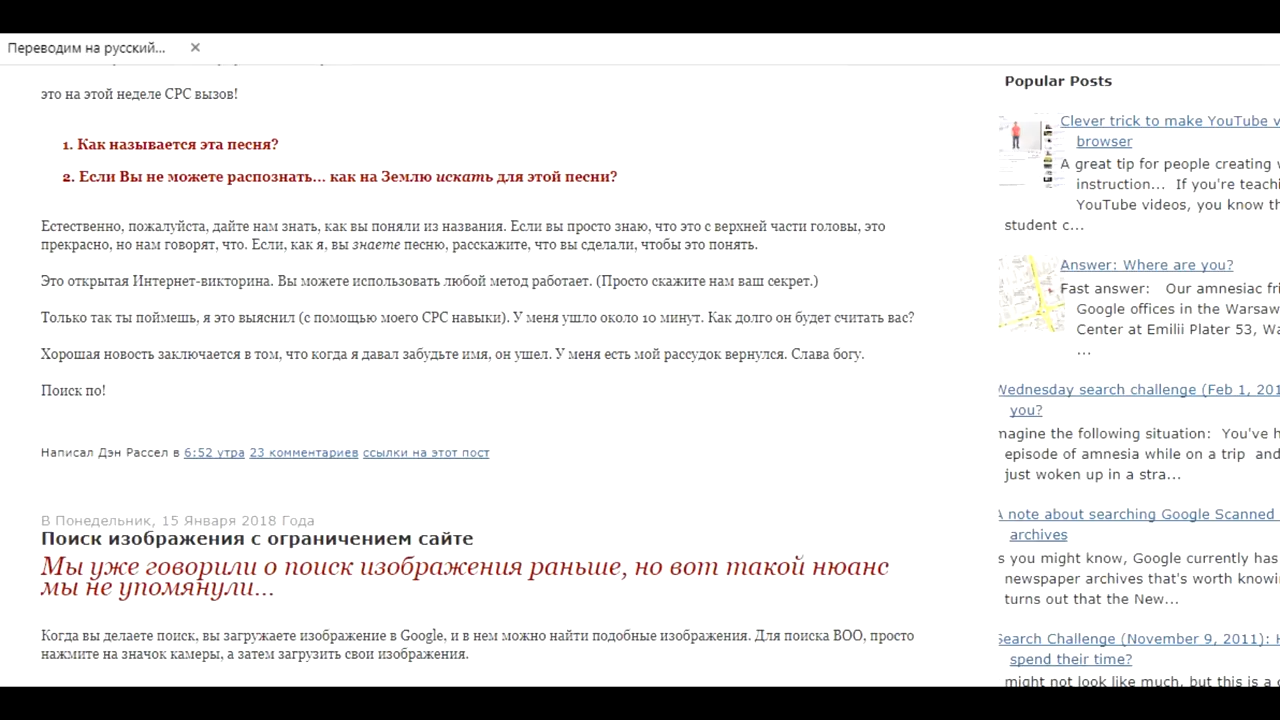 Переводим на русский... ×
это на этой неделе СРС вызов!
1. Как называется эта песня?
2. Если Вы не можете распознать... как на Землю искать для этой песни?
Естественно, пожалуйста, дайте нам знать, как вы поняли из названия. Если вы просто знаю, что это с верхней части головы, это
прекрасно, но нам говорят, что. Если, как я, вы знаете песню, расскажите, что вы сделали, чтобы это понять.
Это открытая Интернет-викторина. Вы можете использовать любой метод работает. (Просто скажите нам ваш секрет.)
Только так ты поймешь, я это выяснил (с помощью моего СРС навыки). У меня ушло около 10 минут. Как долго он будет считать вас?
Хорошая новость заключается в том, что когда я давал забудьте имя, он ушел. У меня есть мой рассудок вернулся. Слава богу.
Поиск по!
Написал Дэн Рассел в 6:52 утра 23 комментариев ссылки на этот пост
В Понедельник, 15 Января 2018 Года
Поиск изображения с ограничением сайте
Мы уже говорили о поиск изображения раньше, но вот такой нюанс
мы не упомянули...
Когда вы делаете поиск, вы загружаете изображение в Google, и в нем можно найти подобные изображения. Для поиска ВОО, просто
нажмите на значок камеры, а затем загрузить свои изображения.
Popular Posts
Clever trick to make YouTube v
browser
A great tip for people creating
instruction... If you're teachi
YouTube videos, you know th
student c...
Answer: Where are you?
Fast answer: Our amnesiac fri
Google offices in the Warsaw
Center at Emilii Plater 53, Wa
...
Wednesday search challenge (Feb 1, 201
you?
magine the following situation: You've h
episode of amnesia while on a trip and
just woken up in a stra...
A note about searching Google Scanned
archives
s you might know, Google currently has
newspaper archives that's worth knowi
turns out that the New...
Search Challenge (November 9, 2011): H
spend their time?
might not look like much, but this is a